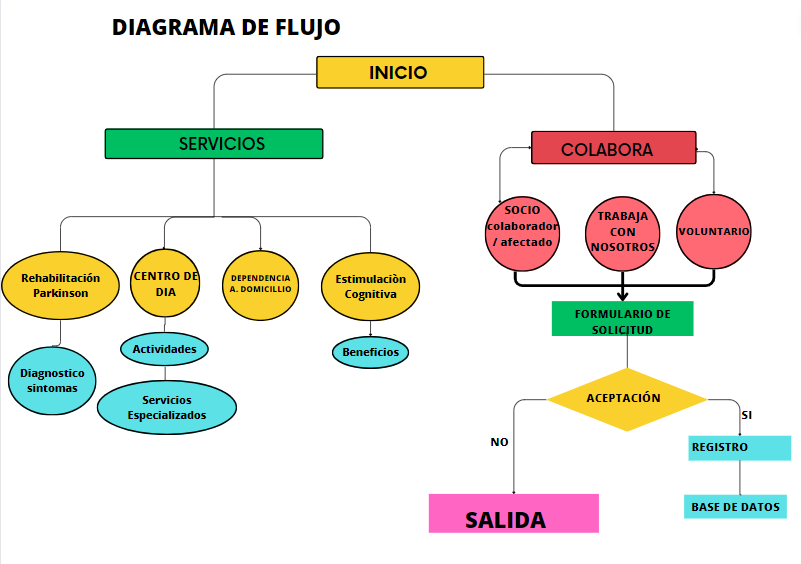 DIAGRAMA DE FLUJO
INICIO
SERVICIOS
COLABORA
SOCIO
colaborador
/ afectado
TRABAJA
CON
NOSOTROS
VOLUNTARIO
Rehabilitación
Parkinson
CENTRO DE
DIA
DEPENDENCIA
A. DOMICILLIO
Estimulaciòn
Cognitiva
FORMULARIO DE
SOLICITUD
Actividades
Beneficios
Diagnostico
sintomas
Servicios
Especializados
ACEPTACIÓN
NO
SI
REGISTRO
SALIDA
BASE DE DATOS